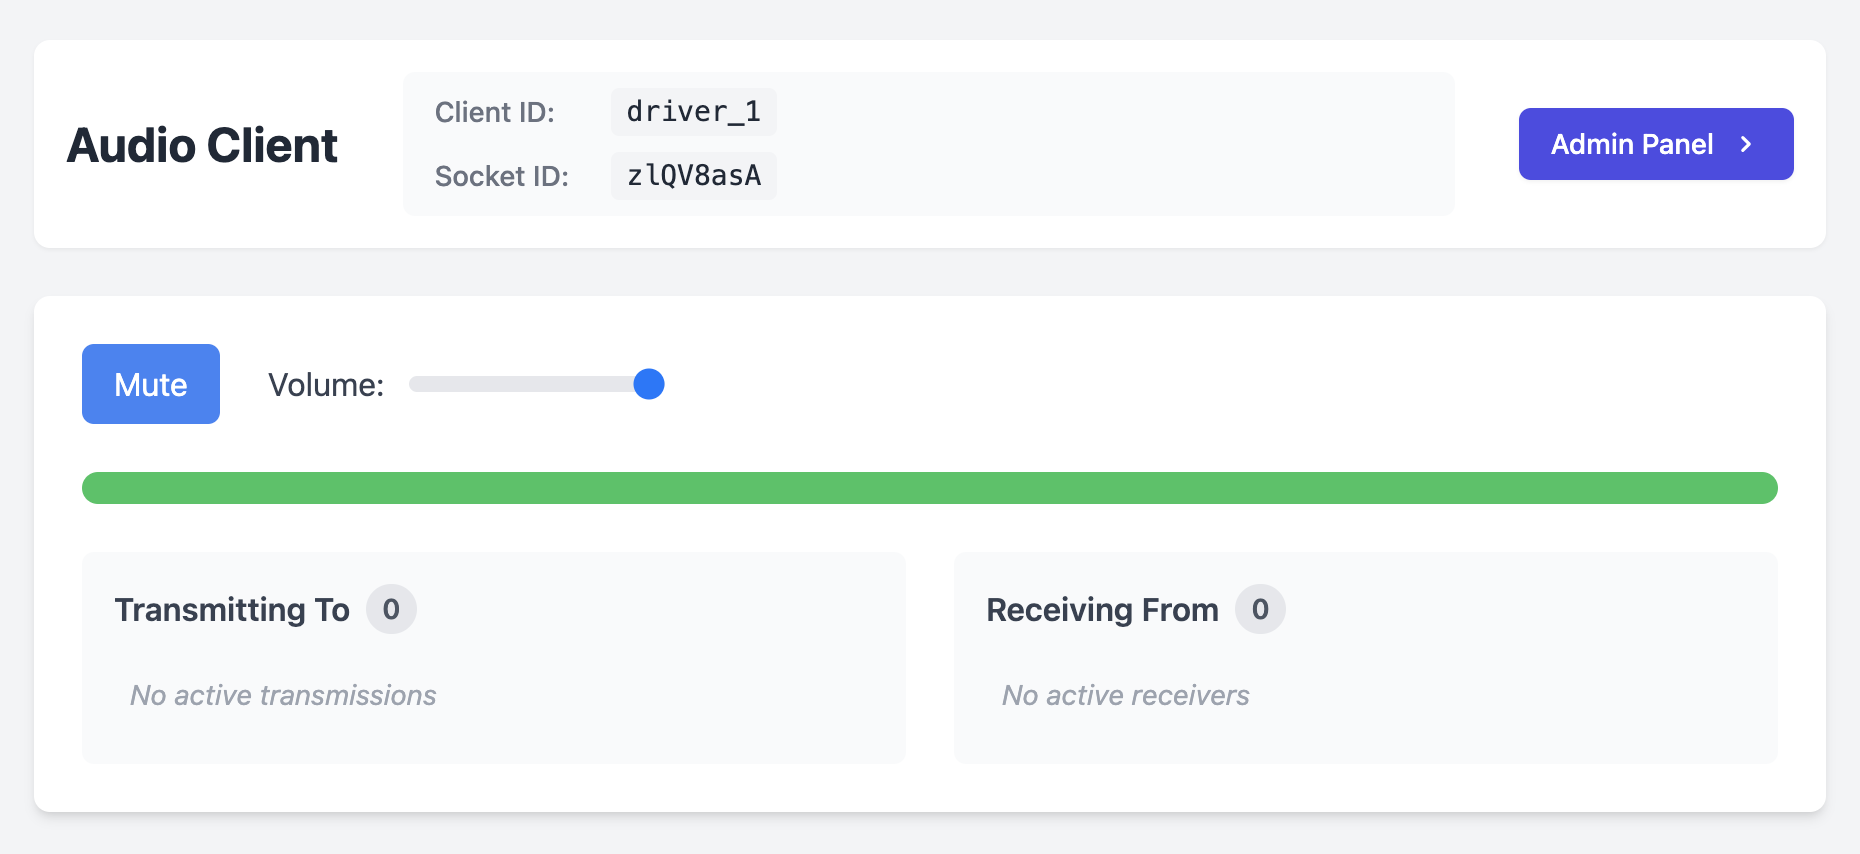 Audio Client
Client ID: driver_1
Socket ID: zlQV8asA
Admin Panel
Mute
Volume:
Transmitting To 0
No active transmissions
Receiving From 0
No active receivers